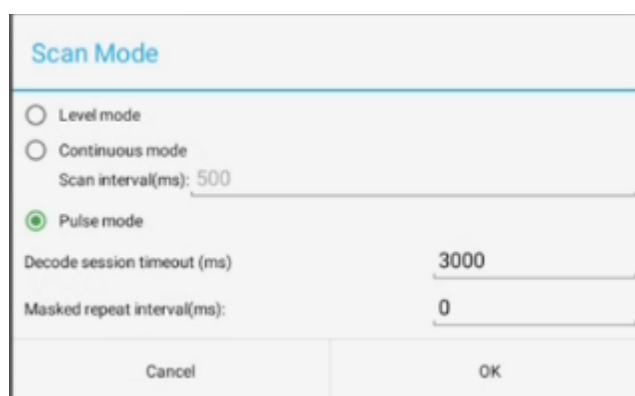 Scan Mode
Level mode
Continuous mode
Scan interval(ms): 500
Pulse mode
Decode session timeout (ms) 3000
Masked repeat interval(ms): 0
Cancel OK